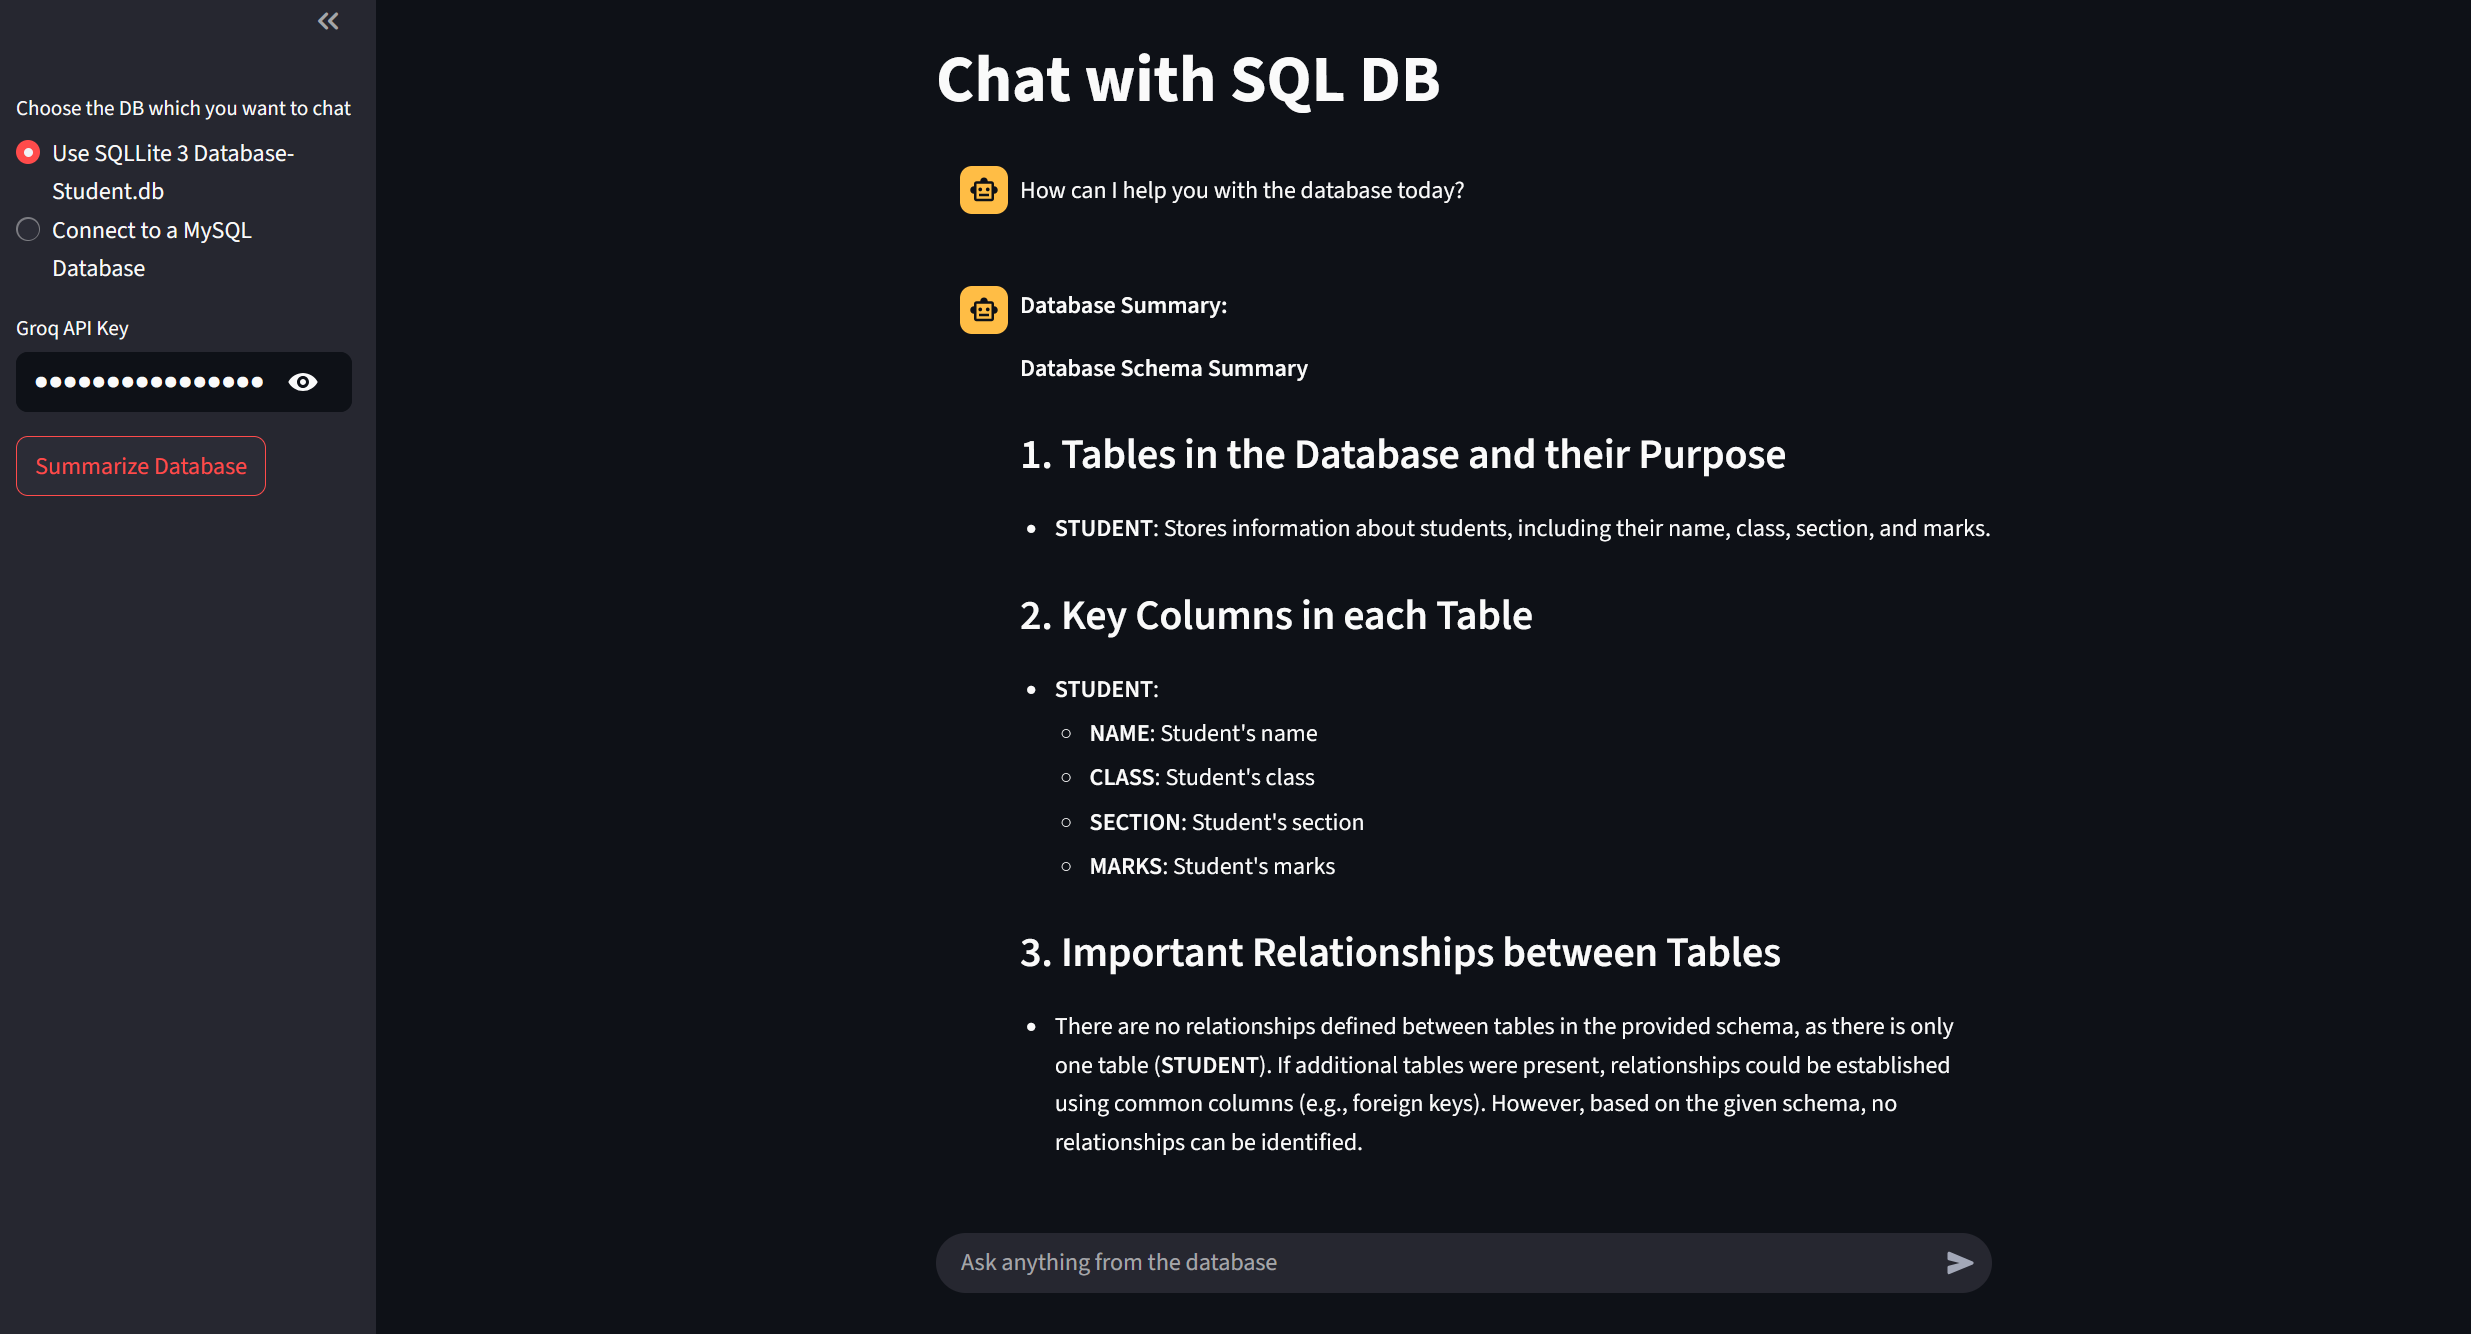 Choose the DB which you want to chat
Use SQLLite 3 Database-
Student.db
Connect to a MySQL
Database
Groq API Key
Summarize Database
Chat with SQL DB
How can I help you with the database today?
Database Summary:
Database Schema Summary
1. Tables in the Database and their Purpose
• STUDENT: Stores information about students, including their name, class, section, and marks.
2. Key Columns in each Table
• STUDENT:
◦ NAME: Student's name
◦ CLASS: Student's class
◦ SECTION: Student's section
◦ MARKS: Student's marks
3. Important Relationships between Tables
• There are no relationships defined between tables in the provided schema, as there is only
one table (STUDENT). If additional tables were present, relationships could be established
using common columns (e.g., foreign keys). However, based on the given schema, no
relationships can be identified.
Ask anything from the database